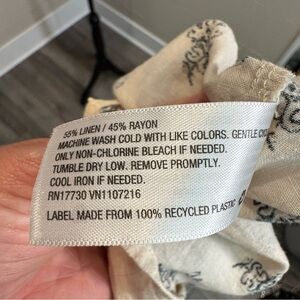 55% LINEN / 45% RAYON
MACHINE WASH COLD WITH LIKE COLORS. GENTLE
ONLY NON-CHLORINE BLEACH IF NEEDED.
TUMBLE DRY LOW. REMOVE PROMPTLY.
COOL IRON IF NEEDED.
RN17730 VN1107216
LABEL MADE FROM 100% RECYCLED PLASTIC